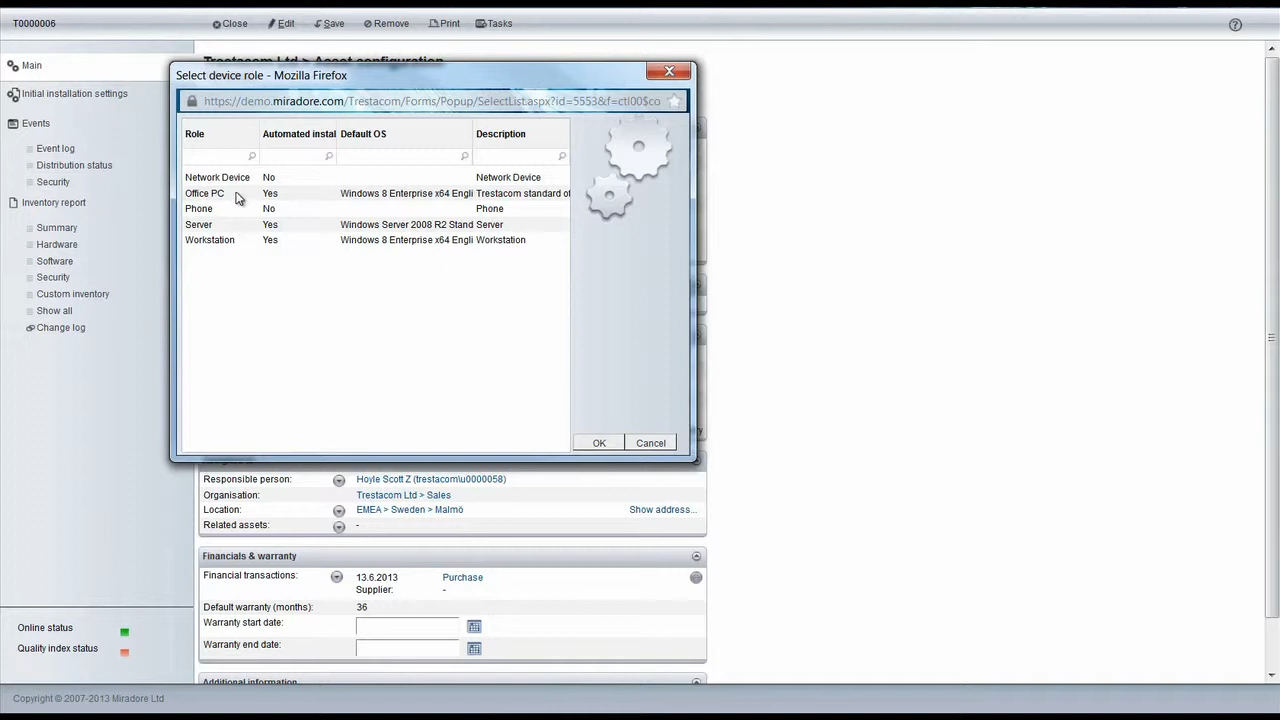 T0000006
Close Edit Save Remove Print Tasks
Main
Initial installation settings
Events
Event log
Distribution status
Security
Inventory report
Summary
Hardware
Software
Security
Custom inventory
Show all
Change log
Online status
Quality index status
Trestacom Ltd > Asset configuration
Select device role - Mozilla Firefox
https://demo.miradore.com/Trestacom/Forms/Popup/SelectList.aspx?id=5553&f=ctl00$co
Role Automated instal Default OS Description
Network Device No Network Device
Office PC Yes Windows 8 Enterprise x64 Engli Trestacom standard of
Phone No Phone
Server Yes Windows Server 2008 R2 Stand Server
Workstation Yes Windows 8 Enterprise x64 Engli Workstation
OK Cancel
Responsible person: Hoyle Scott Z (trestacom\u0000058)
Organisation: Trestacom Ltd > Sales
Location: EMEA > Sweden > Malmö Show address...
Related assets: -
Financials & warranty
Financial transactions: 13.6.2013 Purchase
Supplier: -
Default warranty (months): 36
Warranty start date:
Warranty end date:
Additional information
Copyright © 2007-2013 Miradore Ltd